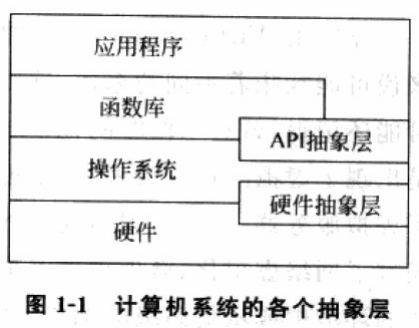 应用程序
函数库
API抽象层
操作系统
硬件抽象层
硬件
图 1-1 计算机系统的各个抽象层